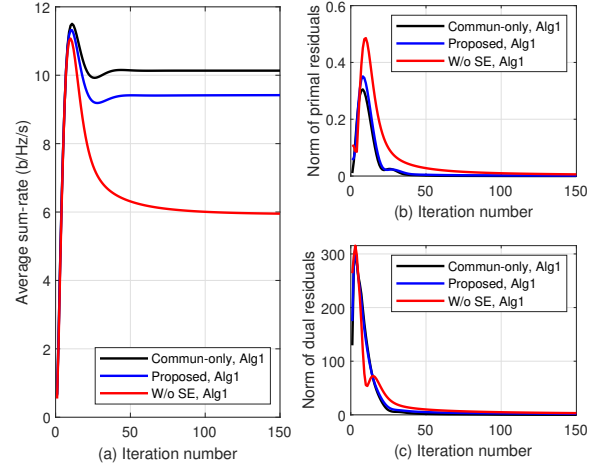 12
10
8
6
4
2
0
0 50 100 150
Average sum-rate (b/Hz/s)
Commun-only, Alg1
Proposed, Alg1
W/o SE, Alg1
(a) Iteration number
0.6
0.4
0.2
0
0 50 100 150
Norm of primal residuals
Commun-only, Alg1
Proposed, Alg1
W/o SE, Alg1
(b) Iteration number
300
200
100
0
0 50 100 150
Norm of dual residuals
Commun-only, Alg1
Proposed, Alg1
W/o SE, Alg1
(c) Iteration number